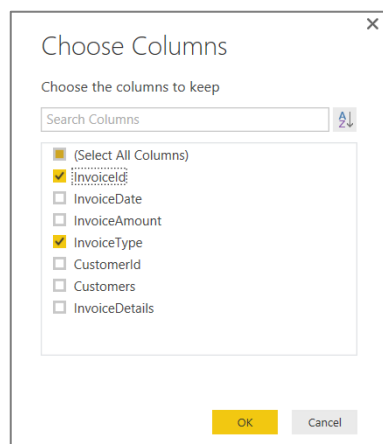 Choose Columns
Choose the columns to keep
Search Columns
A
Z
(Select All Columns)
InvoiceId
InvoiceDate
InvoiceAmount
InvoiceType
CustomerId
Customers
InvoiceDetails
OK Cancel